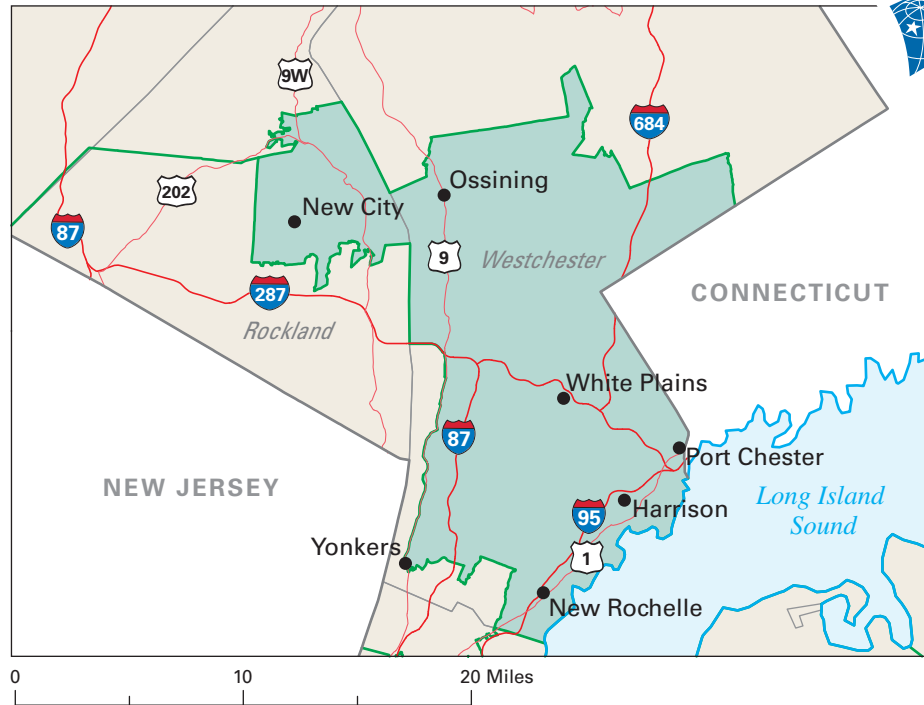 9W
684
202
Ossining
New City
87
9
Westchester
287
CONNECTICUT
Rockland
White Plains
87
Port Chester
NEW JERSEY
Long Island
Sound
Harrison
95
Yonkers
1
New Rochelle
0
10
20 Miles